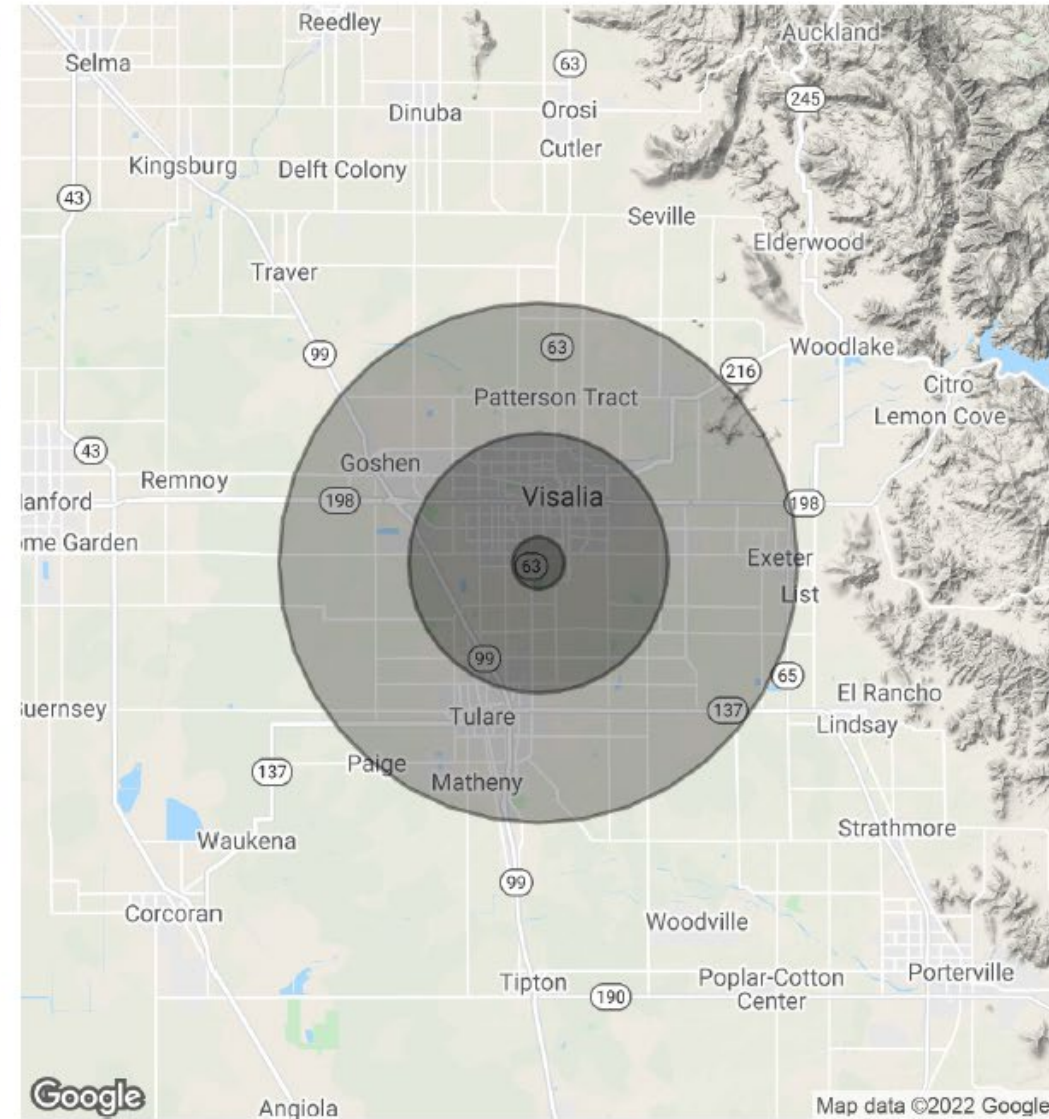 Reedley
Auckland
Selma
63
245
Dinuba
Orosi
Cutler
Kingsburg
Delft Colony
43
Seville
Elderwood
Traver
99
63
Woodlake
216
Citro
Patterson Tract
Lemon Cove
43
Goshen
Remnoy
198
Visalia
198
lanford
ome Garden
Exeter
63
List
99
65
El Rancho
Guernsey
Tulare
137
Lindsay
Paige
137
Matheny
Strathmore
Waukena
99
Corcoran
Woodville
Tipton
Poplar-Cotton
Center
Porterville
190
Google
Angiola
Map data ©2022 Google